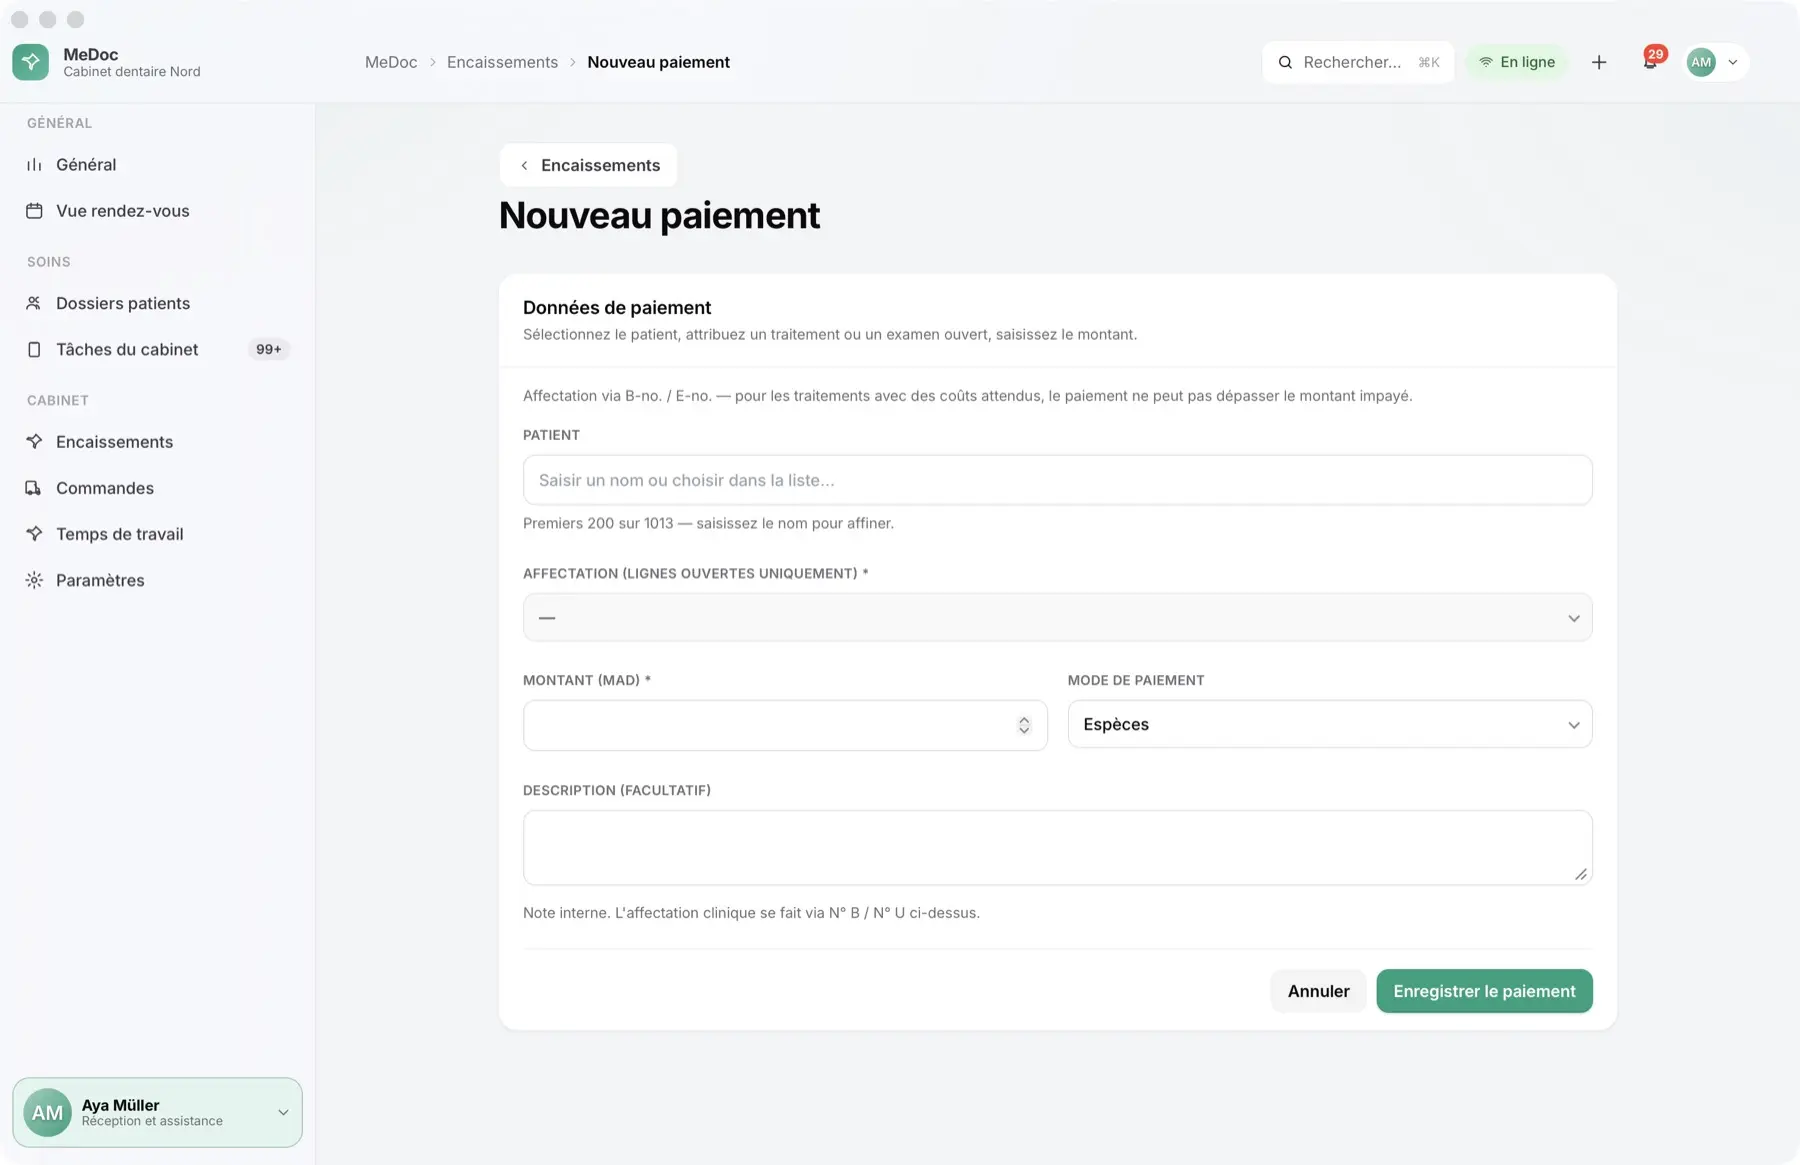 MeDoc
Cabinet dentaire Nord
MeDoc > Encaissements > Nouveau paiement
Rechercher... ⌘K
En ligne
29
AM
GÉNÉRAL
Général
Vue rendez-vous
SOINS
Dossiers patients
Tâches du cabinet 99+
CABINET
Encaissements
Commandes
Temps de travail
Paramètres
Encaissements
Nouveau paiement
Données de paiement
Sélectionnez le patient, attribuez un traitement ou un examen ouvert, saisissez le montant.
Affectation via B-no. / E-no. — pour les traitements avec des coûts attendus, le paiement ne peut pas dépasser le montant impayé.
PATIENT
Saisir un nom ou choisir dans la liste...
Premiers 200 sur 1013 — saisissez le nom pour affiner.
AFFECTATION (LIGNES OUVERTES UNIQUEMENT) *
—
MONTANT (MAD) *
MODE DE PAIEMENT
Espèces
DESCRIPTION (FACULTATIF)
Note interne. L'affectation clinique se fait via N° B / N° U ci-dessus.
Annuler
Enregistrer le paiement
AM
Aya Müller
Réception et assistance